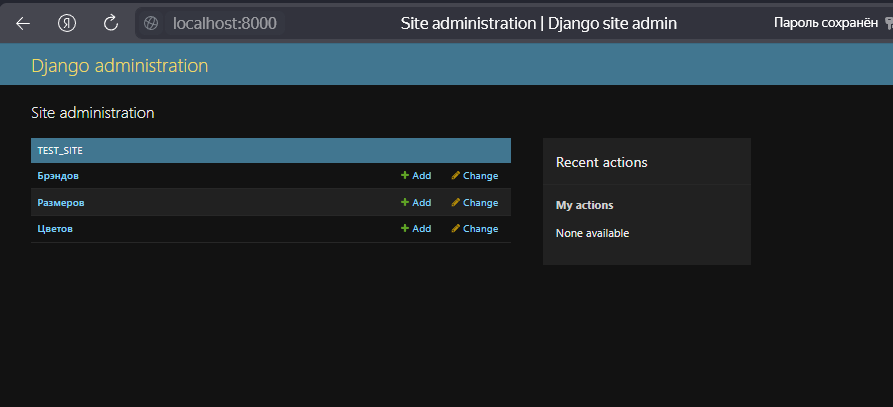 localhost:8000 Site administration | Django site admin Пароль сохранён
Django administration
Site administration
TEST_SITE
Брэндов Add Change
Размеров Add Change
Цветов Add Change
Recent actions
My actions
None available